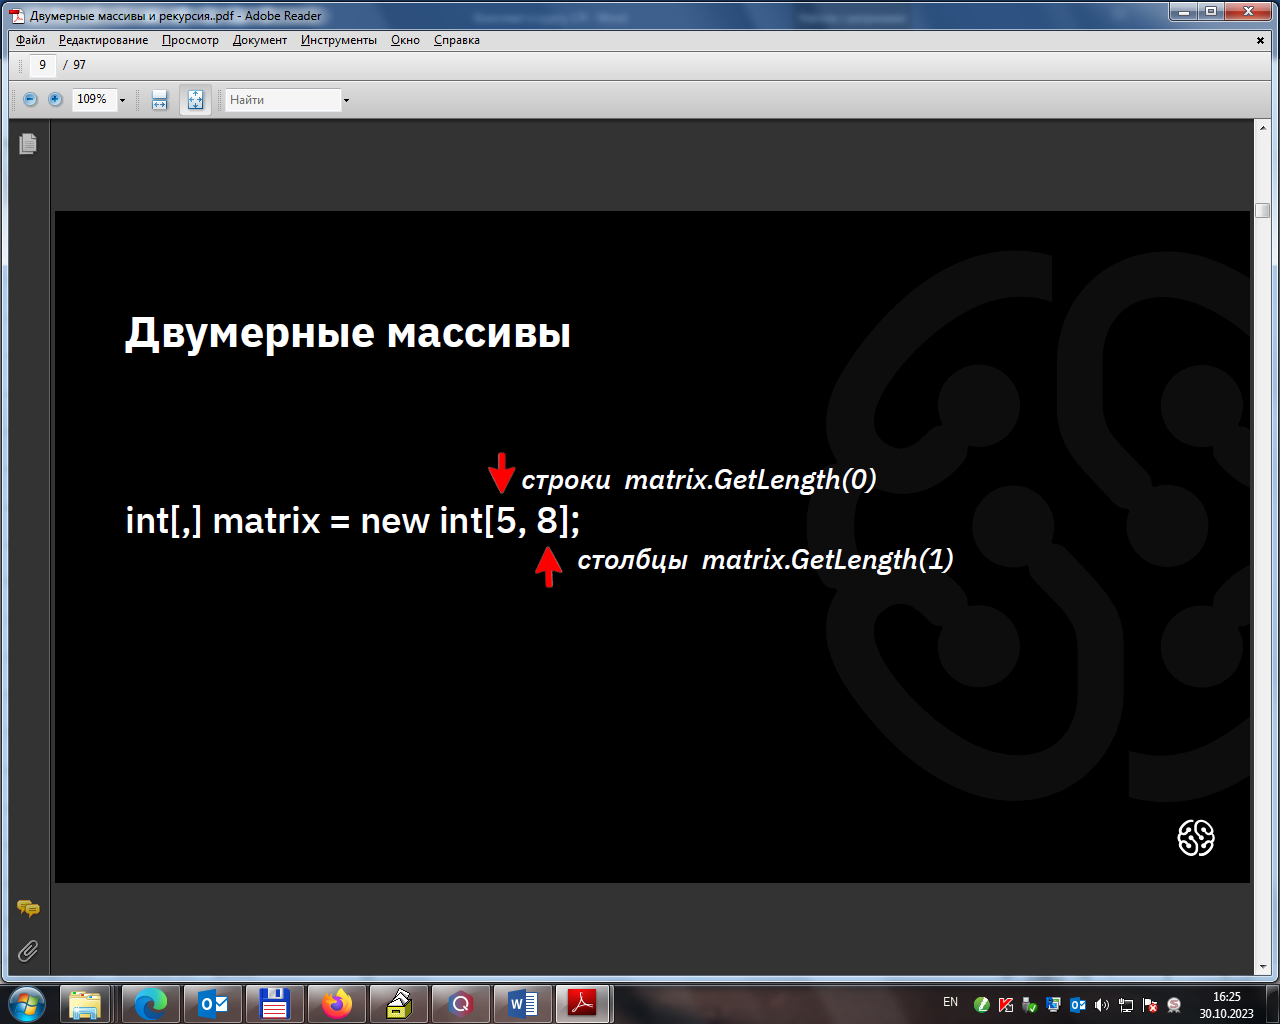 Двумерные массивы и рекурсия..pdf - Adobe Reader
Файл Редактирование Просмотр Документ Инструменты Окно Справка
9 / 97
109% Найти
Двумерные массивы
строки matrix.GetLength(0)
int[,] matrix = new int[5, 8];
столбцы matrix.GetLength(1)
EN
16:25
30.10.2023